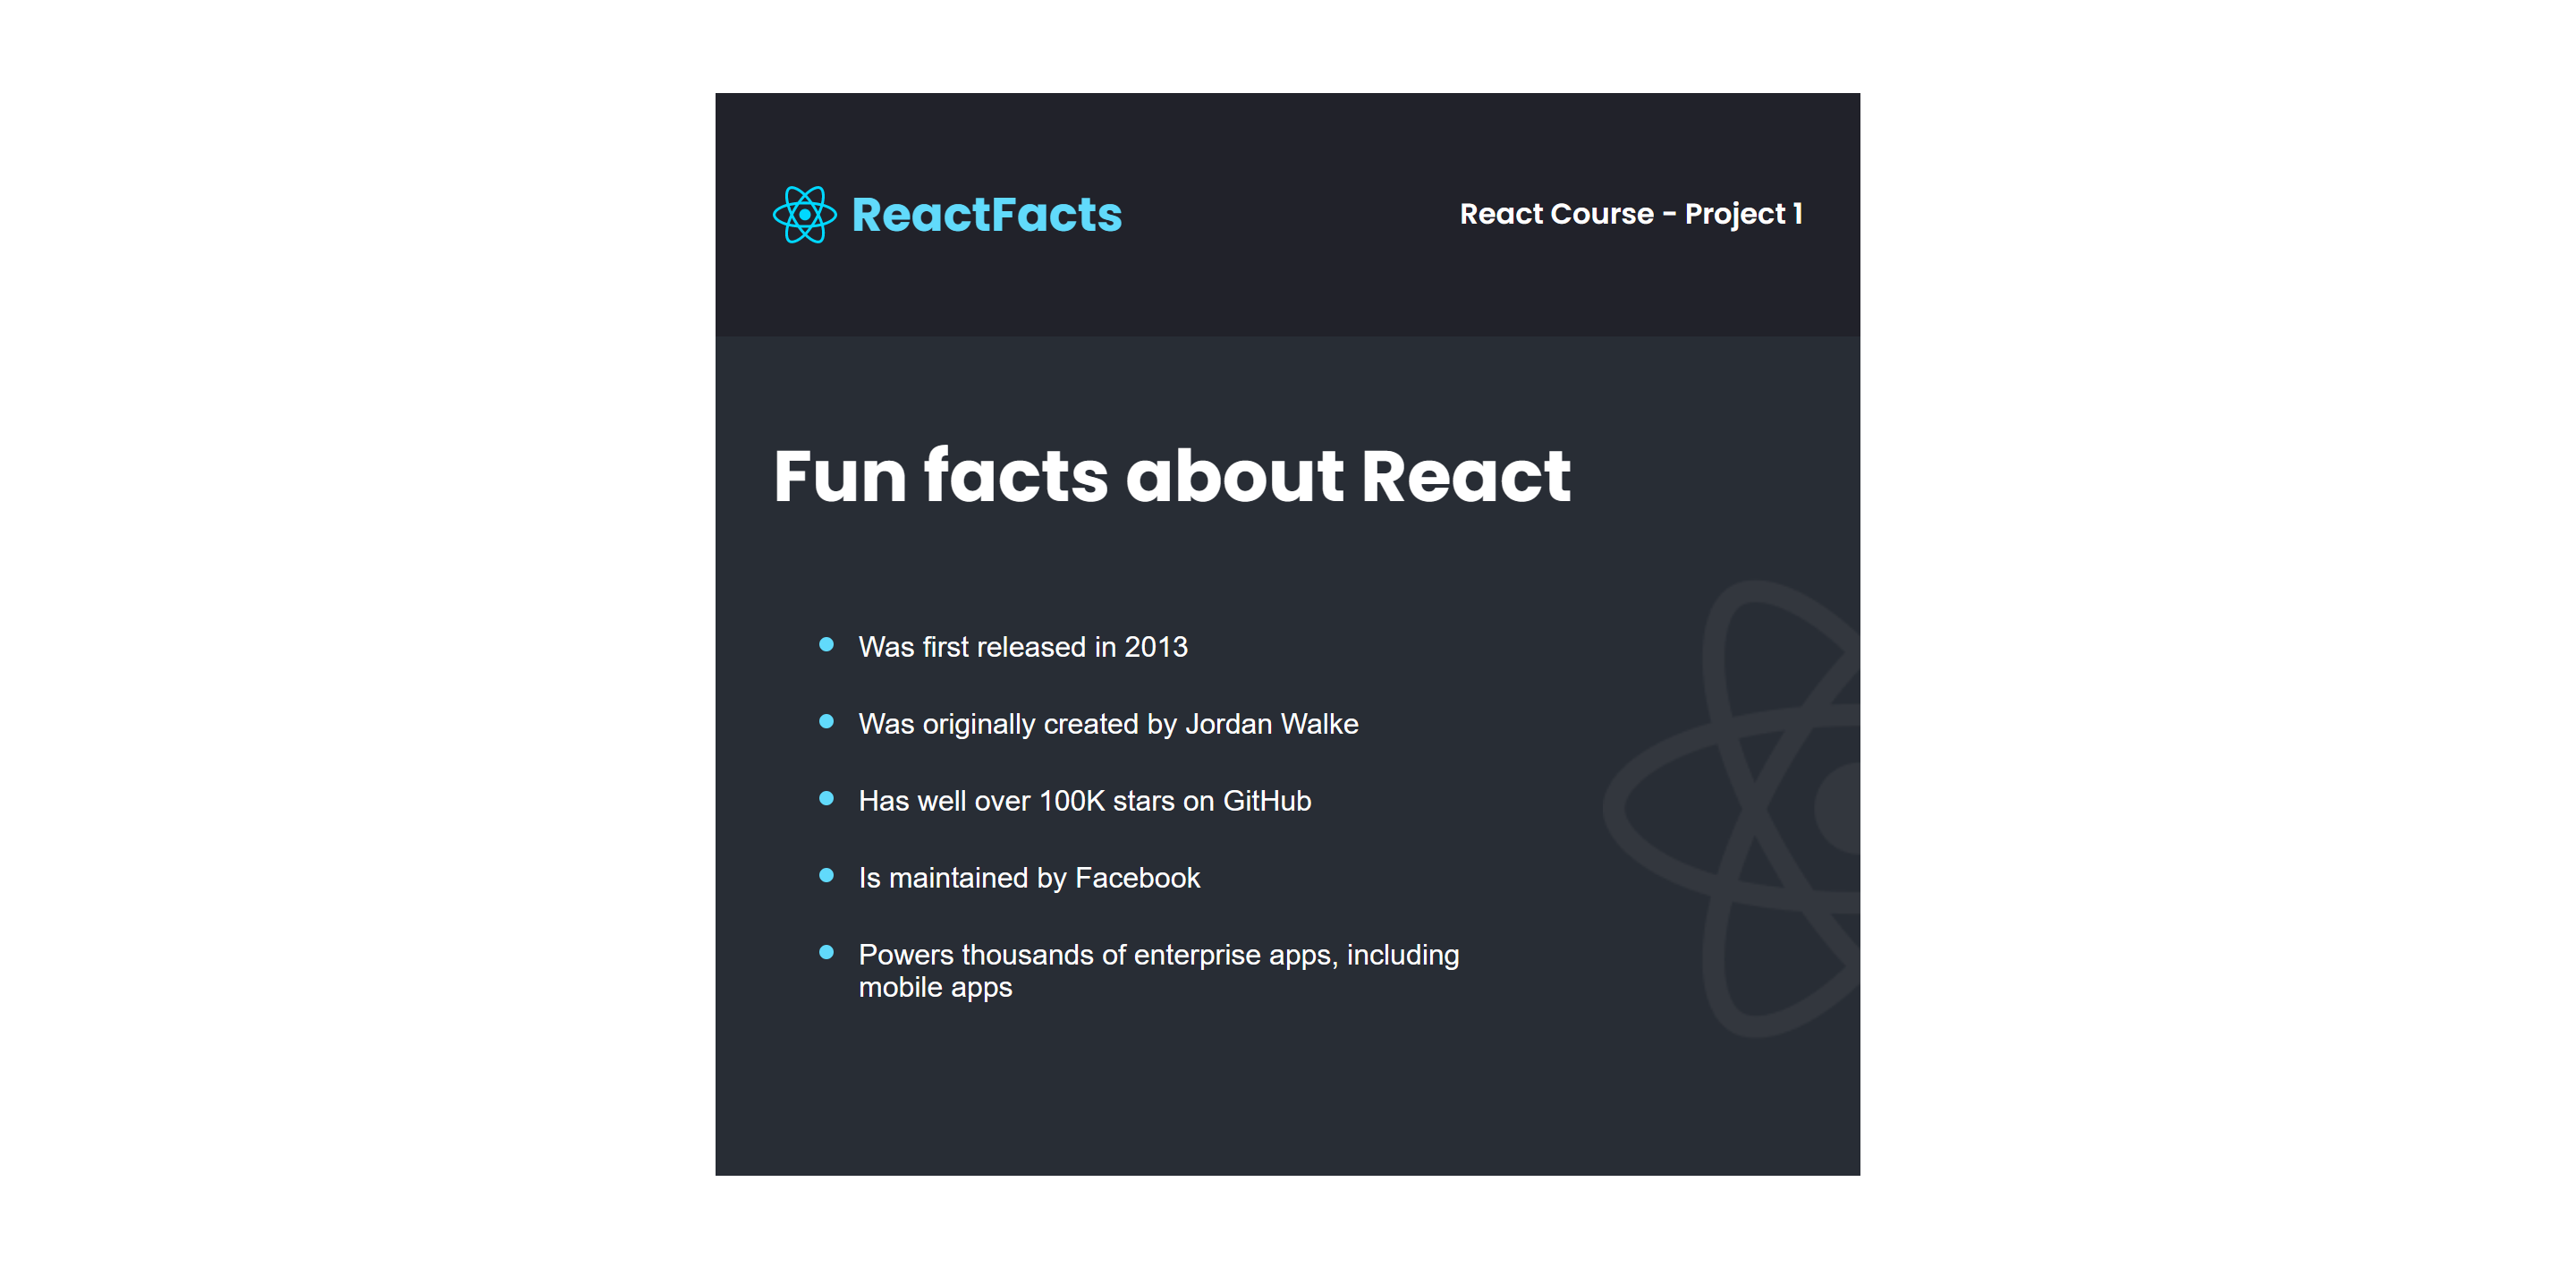 ReactFacts
React Course - Project 1
Fun facts about React
Was first released in 2013
Was originally created by Jordan Walke
Has well over 100K stars on GitHub
Is maintained by Facebook
Powers thousands of enterprise apps, including
mobile apps